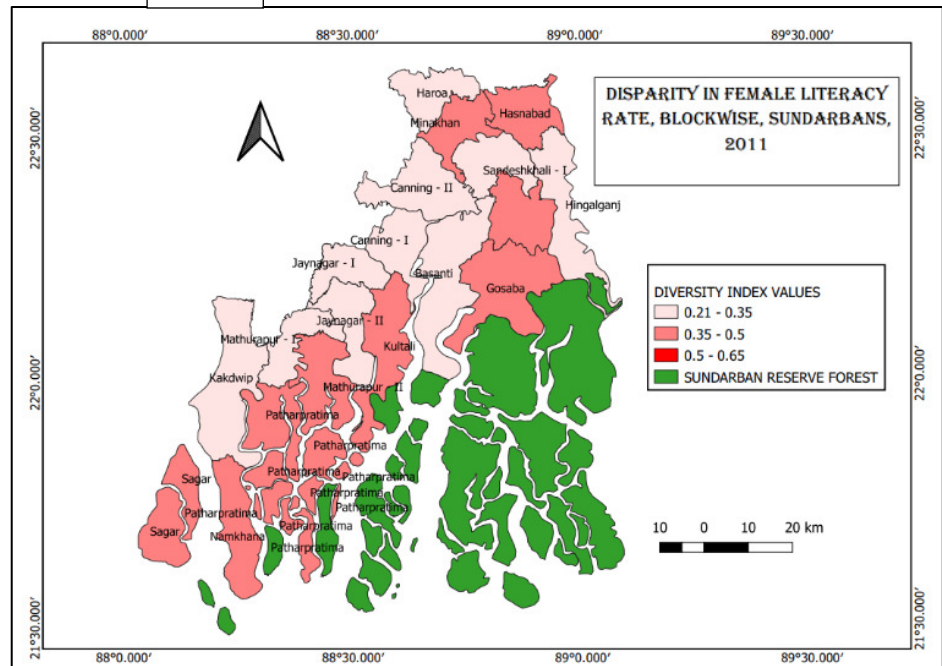 88°0.000' 88°30.000' 89°0.000' 89°30.000'
DISPARITY IN FEMALE LITERACY
RATE, BLOCKWISE, SUNDARBANS,
2011
22°30.000' 22°30.000'
Haroa
Minakhan
Hasnabad
Sandeshkhali - I
Canning - II
Hingalganj
Canning - I
Jaynagar - I
Basanti
Gosaba
Jaynagar - II
Mathurapur - I
Kultali
Kakdwip
Mathurapur - II
22°0.000' 22°0.000'
Patharpratima
Patharpratima
Patharpratima
Patharpratima
Sagar
Patharpratima
Patharpratima
Patharpratima
Patharpratima
Sagar
Namkhana
Patharpratima
DIVERSITY INDEX VALUES
0.21 - 0.35
0.35 - 0.5
0.5 - 0.65
SUNDARBAN RESERVE FOREST
10 0 10 20 km
21°30.000' 21°30.000'
88°0.000' 88°30.000' 89°0.000' 89°30.000'